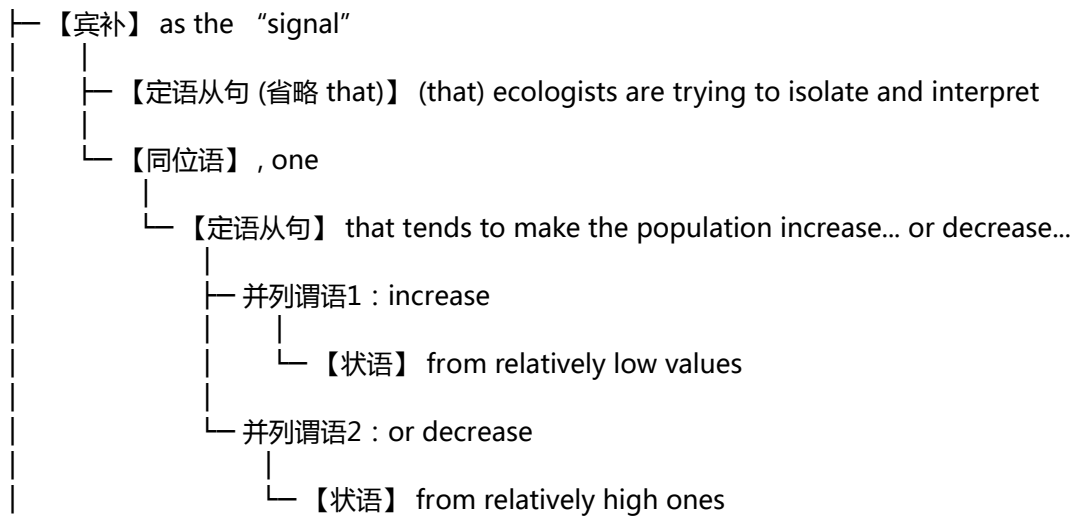 【宾补】 as the “signal”
【定语从句 (省略 that)】 (that) ecologists are trying to isolate and interpret
【同位语】 , one
【定语从句】 that tends to make the population increase... or decrease...
并列谓语1：increase
【状语】 from relatively low values
并列谓语2：or decrease
【状语】 from relatively high ones